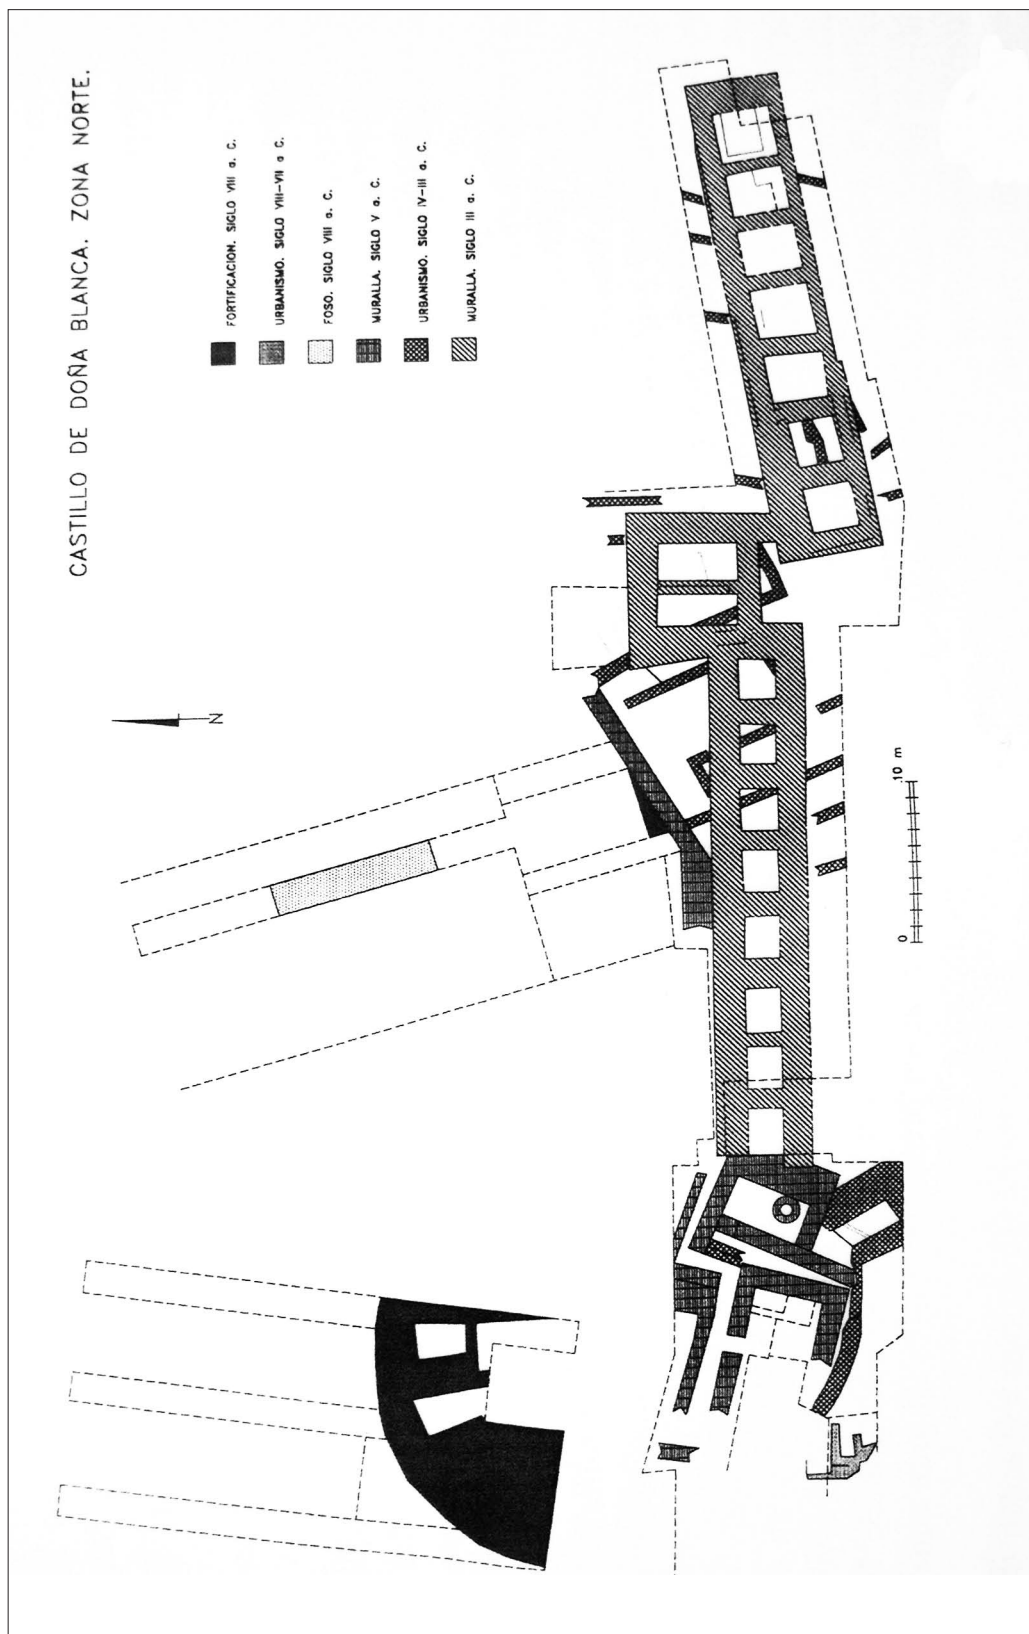 CASTILLO DE DOÑA BLANCA. ZONA NORTE.
FORTIFICACION. SIGLO VIII a. C.
URBANISMO. SIGLO VIII-VII a C.
FOSO. SIGLO VIII a. C.
MURALLA. SIGLO V a. C.
URBANISMO. SIGLO IV-III a. C.
MURALLA. SIGLO III a. C.
N
0 10 m